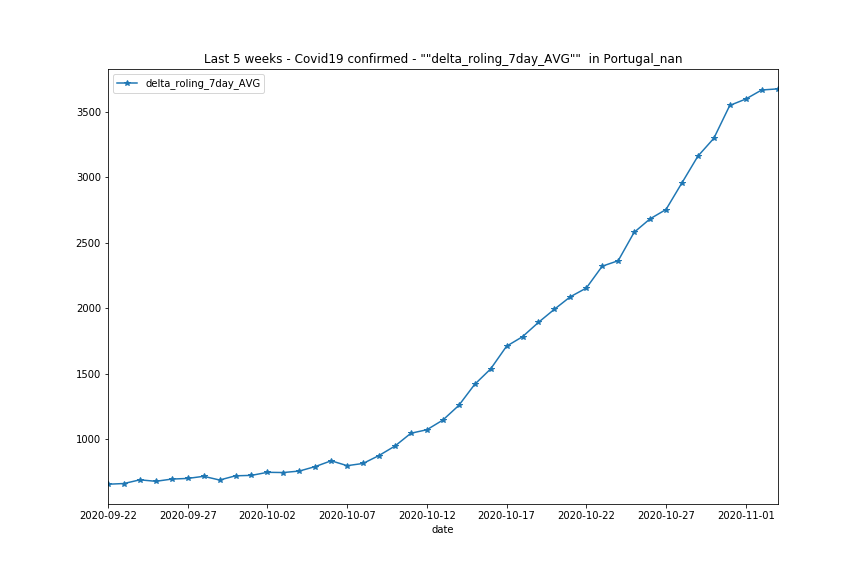 Last 5 weeks - Covid19 confirmed - ""delta_roling_7day_AVG""  in Portugal_nan
delta_roling_7day_AVG
3500
3000
2500
2000
1500
1000
2020-09-22 2020-09-27 2020-10-02 2020-10-07 2020-10-12 2020-10-17 2020-10-22 2020-10-27 2020-11-01
date